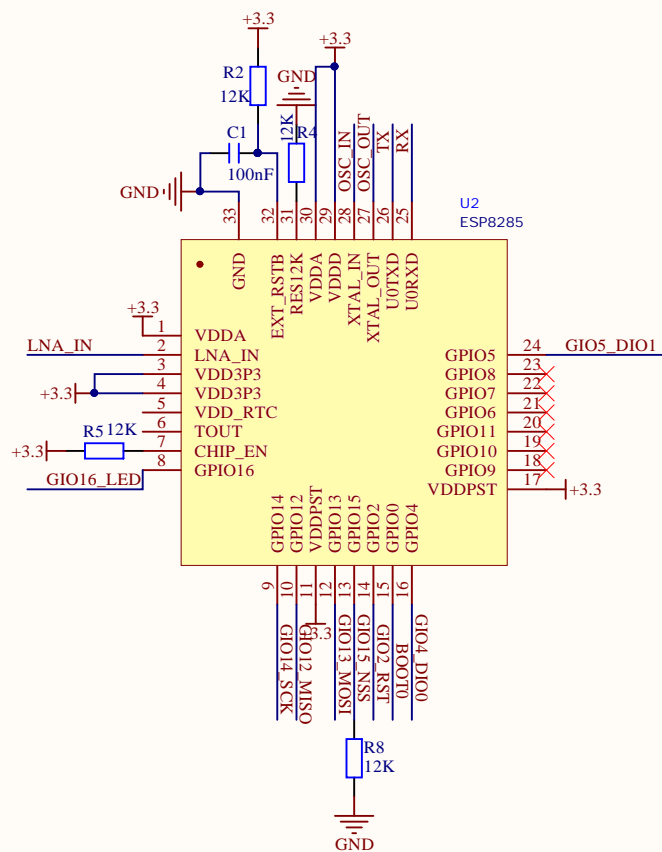 +3.3
+3.3
R2
12K
GND
C1
100nF
12K
R4
GND
OSC_IN
OSC_OUT
TX
RX
33
32
31
30
29
28
27
26
25
U2
ESP8285
GND
EXT_RSTB
RES12K
VDDA
VDDD
XTAL_IN
XTAL_OUT
U0TXD
U0RXD
+3.3
1 VDDA
LNA_IN 2 LNA_IN
3 VDD3P3
+3.3 4 VDD3P3
5 VDD_RTC
6 TOUT
+3.3 R5 12K 7 CHIP_EN
GIO16_LED 8 GPIO16
GPIO5 24 GIO5_DIO1
GPIO8 23
GPIO7 22
GPIO6 21
GPIO11 20
GPIO10 19
GPIO9 18
VDDPST 17 +3.3
GPIO14
GPIO12
VDDPST
GPIO13
GPIO15
GPIO2
GPIO0
GPIO4
9
10
11
12
13
14
15
16
GIO14_SCK
GIO12_MISO
+3.3
GIO13_MOSI
GIO15_NSS
GIO2_RST
BOOT0
GIO4_DIO0
R8
12K
GND